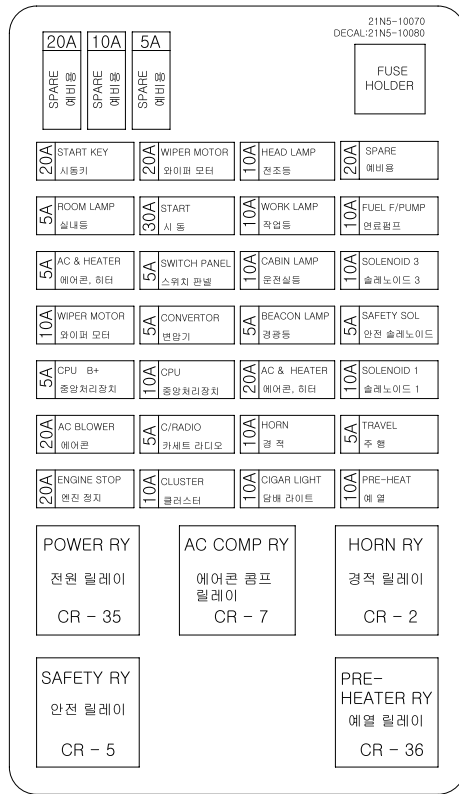 21N5-10070
DECAL:21N5-10080
20A 10A 5A
SPARE 예비용
SPARE 예비용
SPARE 예비용
FUSE
HOLDER
20A START KEY
시동키
20A WIPER MOTOR
와이퍼 모터
10A HEAD LAMP
전조등
20A SPARE
예비용
5A ROOM LAMP
실내등
30A START
시 동
10A WORK LAMP
작업등
10A FUEL F/PUMP
연료펌프
5A AC & HEATER
에어콘, 히터
5A SWITCH PANEL
스위치 판넬
10A CABIN LAMP
운전실등
10A SOLENOID 3
솔레노이드 3
10A WIPER MOTOR
와이퍼 모터
5A CONVERTOR
변압기
5A BEACON LAMP
경광등
5A SAFETY SOL
안전 솔레노이드
5A CPU B+
중앙처리장치
10A CPU
중앙처리장치
20A AC & HEATER
에어콘, 히터
10A SOLENOID 1
솔레노이드 1
20A AC BLOWER
에어콘
5A C/RADIO
카세트 라디오
10A HORN
경 적
5A TRAVEL
주 행
20A ENGINE STOP
엔진 정지
10A CLUSTER
클러스터
10A CIGAR LIGHT
담배 라이트
10A PRE-HEAT
예 열
POWER RY
전원 릴레이
CR - 35
AC COMP RY
에어콘 콤프
릴레이
CR - 7
HORN RY
경적 릴레이
CR - 2
SAFETY RY
안전 릴레이
CR - 5
PRE-
HEATER RY
예열 릴레이
CR - 36